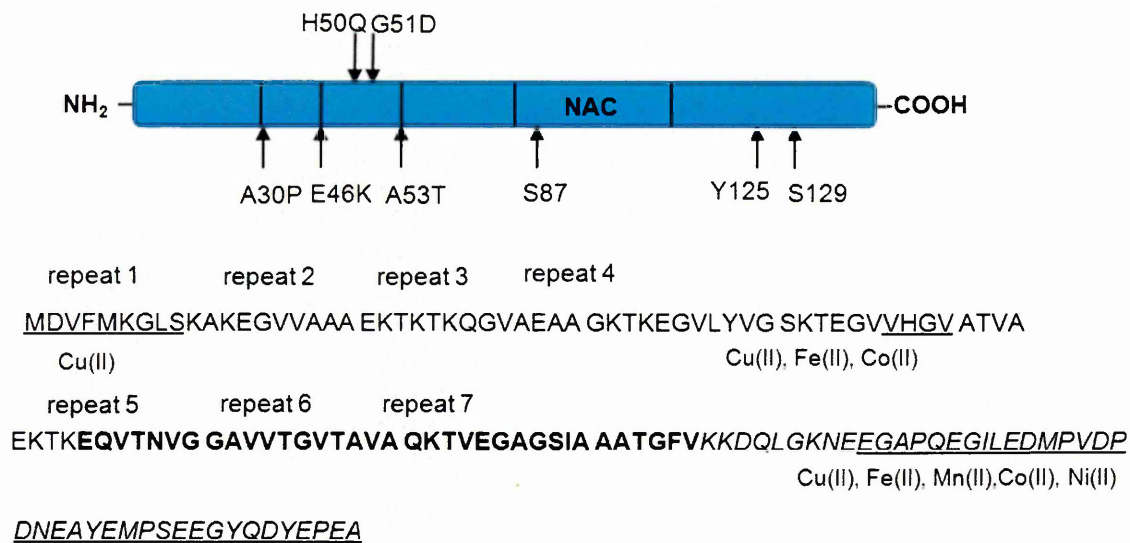 H50Q G51D
NH2 NAC COOH
A30P E46K A53T S87 Y125 S129
repeat 1 repeat 2 repeat 3 repeat 4
MDVFMKGLSKAKEGVVAAA EKTKTKQGVAEAA GKTKEGVLYVG SKTEGVVHGV ATVA
Cu(II) Cu(II), Fe(II), Co(II)
repeat 5 repeat 6 repeat 7
EKTKEQVTNVGG GAVVTGVTAVA QKTVEGAGSIA AATGFVKKDQLGKNEEGAPQEGILEDMPVDP
Cu(II), Fe(II), Mn(II),Co(II), Ni(II)
DNEAYEMPSEEGYQDYEPEA